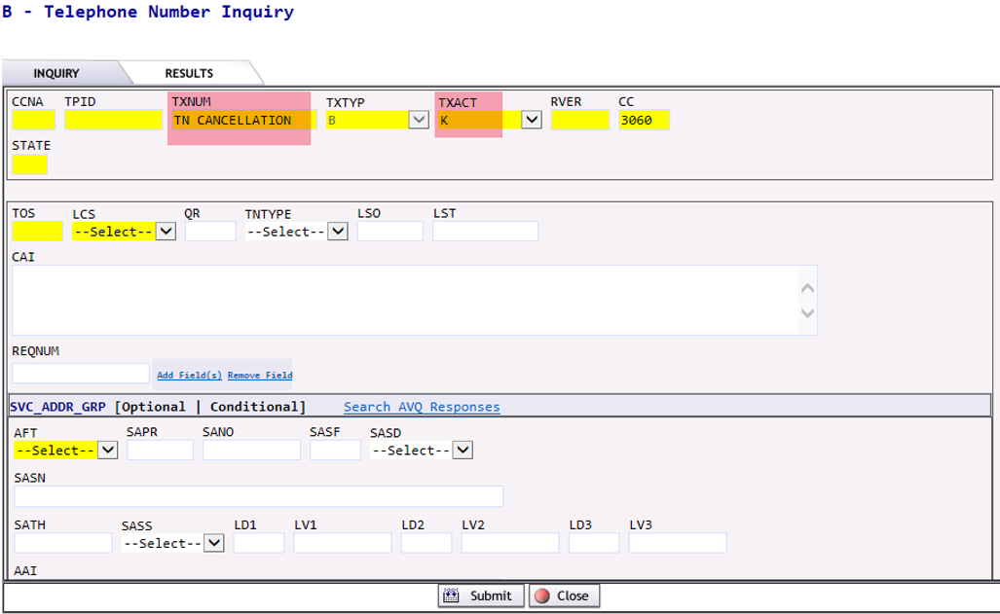 B - Telephone Number Inquiry
INQUIRY RESULTS
CCNA TPID TXNUM TXTYP TXACT RVER CC
TN CANCELLATION B K 3060
STATE
TOS LCS QR TNTYPE LSO LST
--Select-- --Select--
CAI
REQNUM
Add Field(s) Remove Field
SVC_ADDR_GRP [Optional | Conditional] Search AVQ Responses
AFT SAPR SANO SASF SASD
--Select-- --Select--
SASN
SATH SASS LD1 LV1 LD2 LV2 LD3 LV3
--Select--
AAI
Submit Close